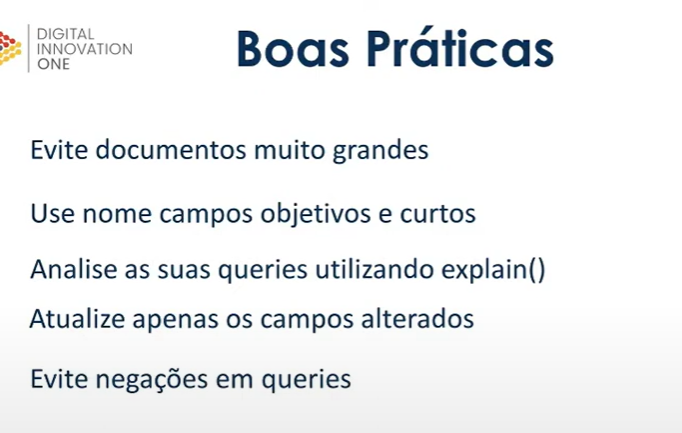 DIGITAL
INNOVATION
ONE
Boas Práticas
Evite documentos muito grandes
Use nome campos objetivos e curtos
Analise as suas queries utilizando explain()
Atualize apenas os campos alterados
Evite negações em queries